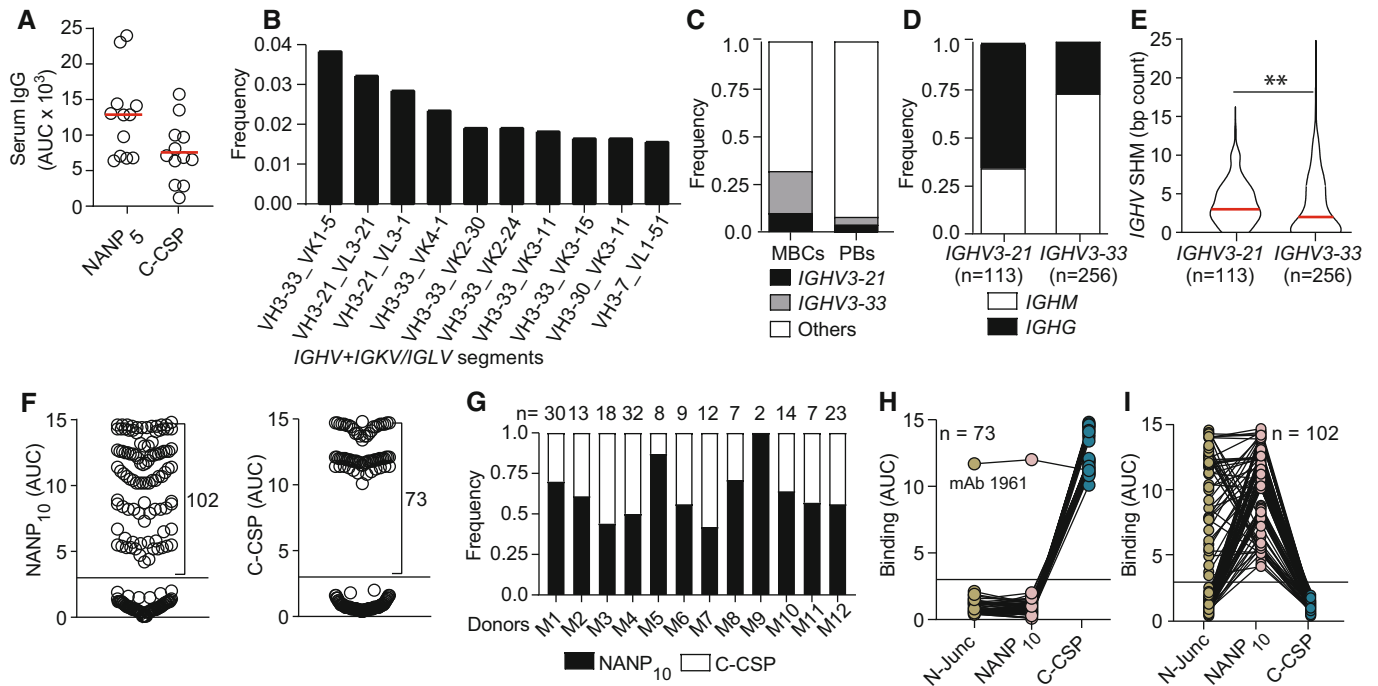 A
Serum IgG
(AUC x 10³)
25
20
15
10
5
0
NANP5
C-CSP
B
Frequency
0.04
0.03
0.02
0.01
0.00
VH3-33_VK1-5
VH3-21_VL3-21
VH3-21_VL3-1
VH3-33_VK4-1
VH3-33_VK2-30
VH3-33_VK2-24
VH3-33_VK3-11
VH3-33_VK3-15
VH3-30_VK3-11
VH3-7_VL1-51
IGHV+IGKV/IGLV segments
C
Frequency
1.0
0.75
0.5
0.25
0.0
MBCs PBs
IGHV3-21
IGHV3-33
Others
D
Frequency
1.0
0.75
0.5
0.25
0.0
IGHV3-21 IGHV3-33
(n=113) (n=256)
IGHM
IGHG
E
IGHV SHM (bp count)
25
20
15
10
5
0
**
IGHV3-21 IGHV3-33
(n=113) (n=256)
F
NANP10 (AUC)
15
10
5
0
102
C-CSP (AUC)
15
10
5
0
73
G
n= 30 13 18 32 8 9 12 7 2 14 7 23
Frequency
1.0
0.75
0.5
0.25
0.0
Donors M1 M2 M3 M4 M5 M6 M7 M8 M9 M10 M11 M12
NANP10 C-CSP
H
Binding (AUC)
15
10
5
0
n = 73
mAb 1961
N-Junc
NANP10
C-CSP
I
Binding (AUC)
15
10
5
0
n = 102
N-Junc
NANP10
C-CSP